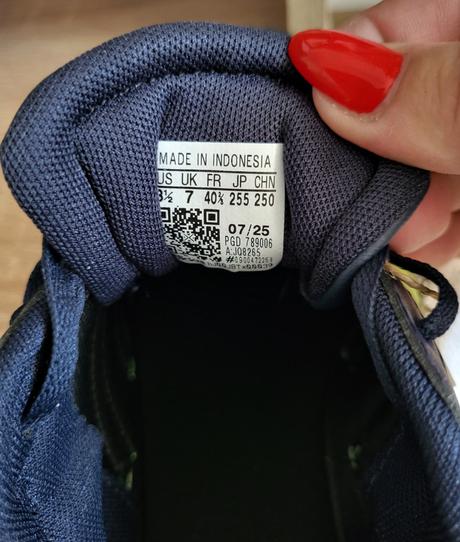 MADE IN INDONESIA
US UK FR JP CHN
8½ 7 40⅔ 255 250
07/25
PGD 789006
A:JQ8265